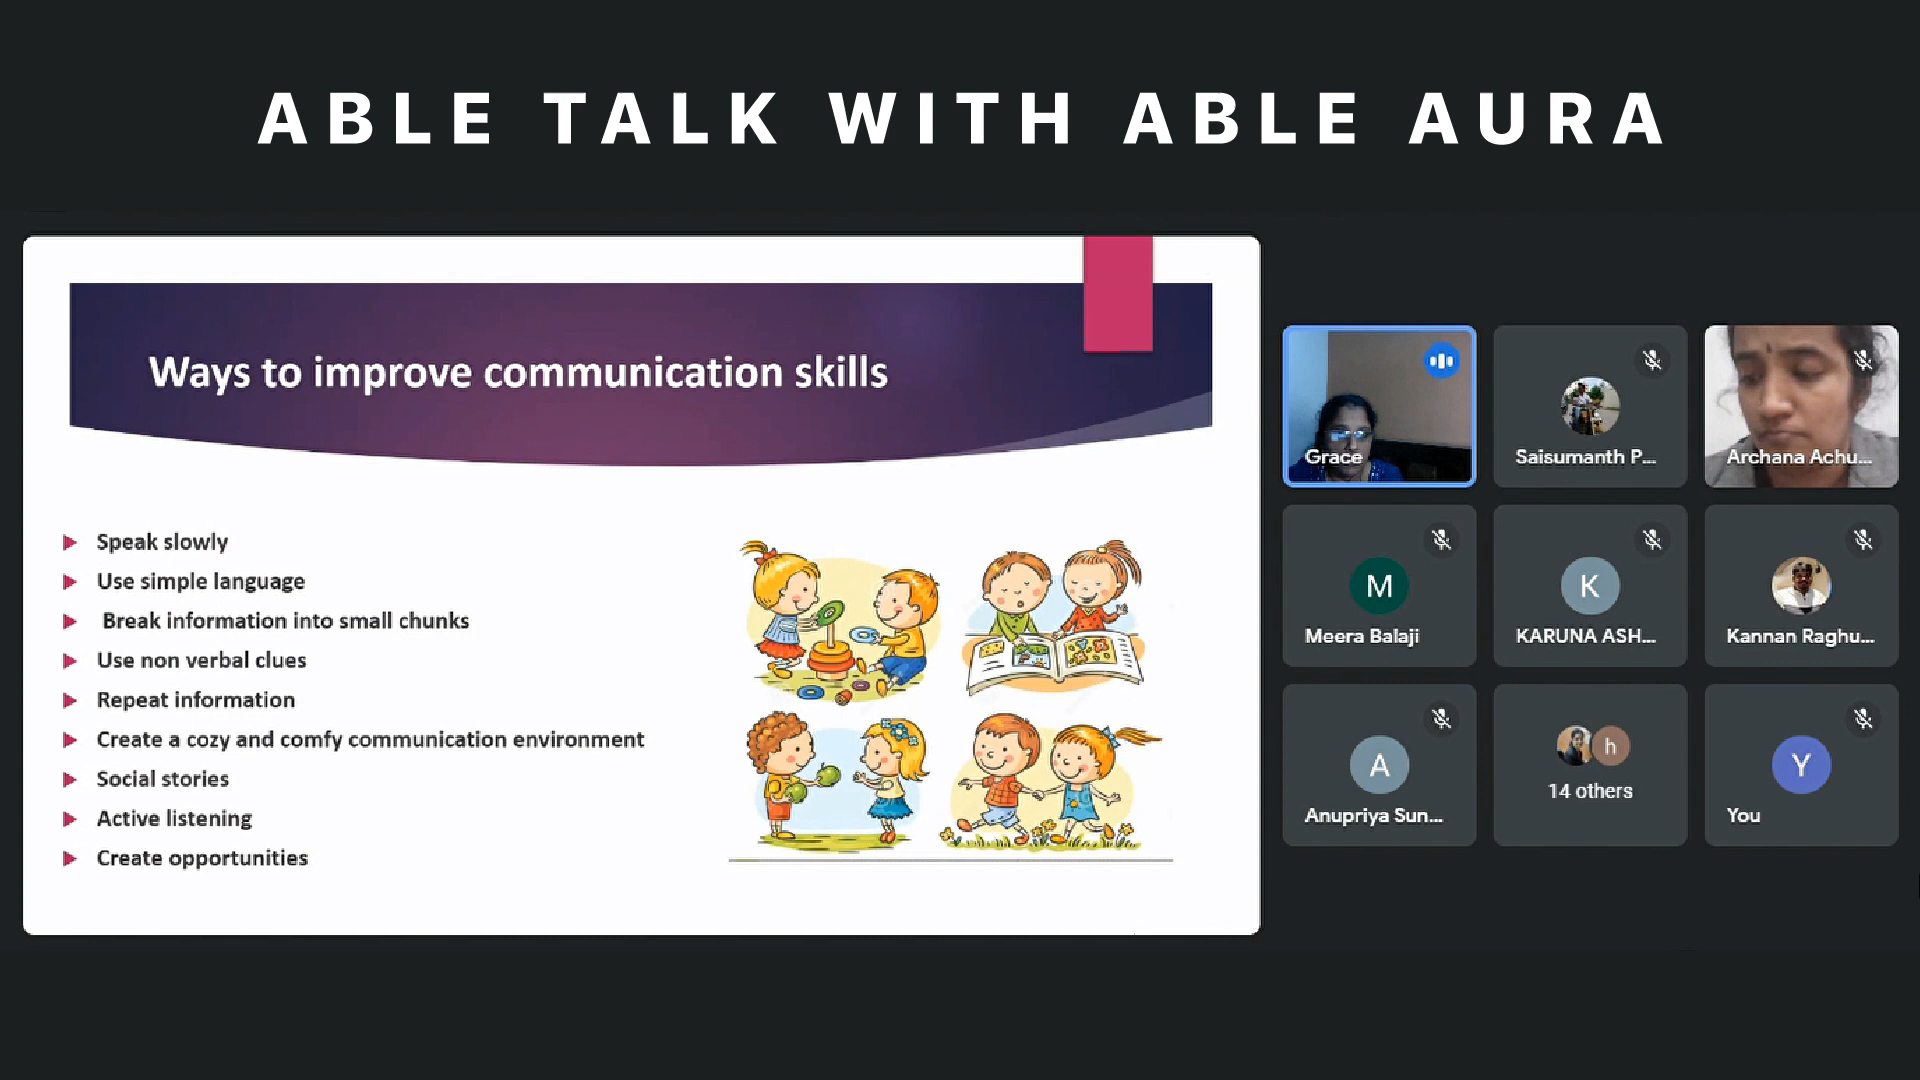 ABLE TALK WITH ABLE AURA
Ways to improve communication skills
Speak slowly
Use simple language
Break information into small chunks
Use non verbal clues
Repeat information
Create a cozy and comfy communication environment
Social stories
Active listening
Create opportunities
Grace
Saisumanth P...
Archana Achu...
M
Meera Balaji
K
KARUNA ASH...
Kannan Raghu...
A
Anupriya Sun...
h
14 others
Y
You